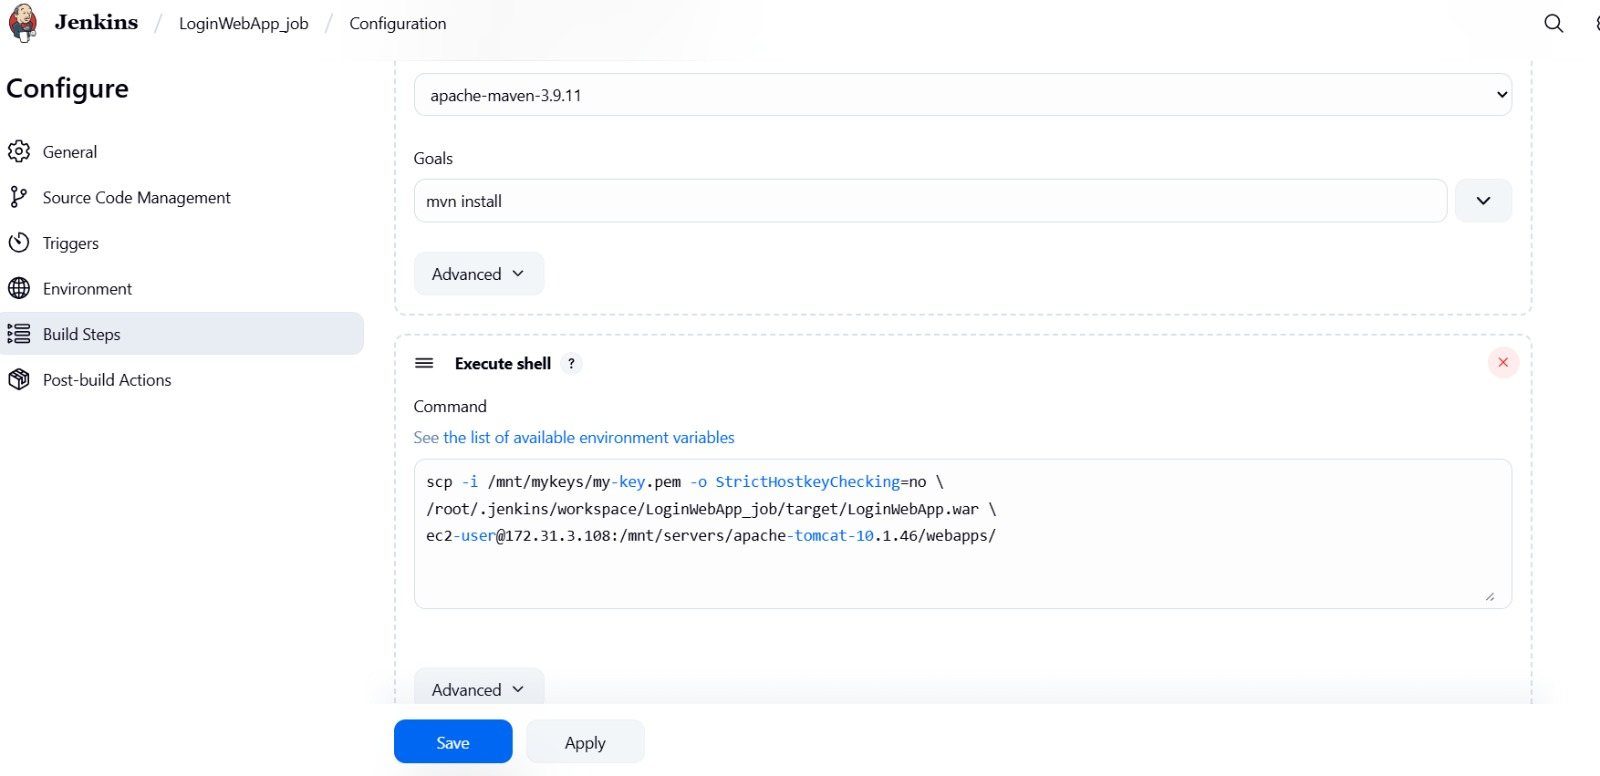 Jenkins / LoginWebApp_job / Configuration
Configure
General
Source Code Management
Triggers
Environment
Build Steps
Post-build Actions
apache-maven-3.9.11
Goals
mvn install
Advanced
Execute shell ?
Command
See the list of available environment variables
scp -i /mnt/mykeys/my-key.pem -o StrictHostkeyChecking=no \
/root/.jenkins/workspace/LoginWebApp_job/target/LoginWebApp.war \
ec2-user@172.31.3.108:/mnt/servers/apache-tomcat-10.1.46/webapps/
Advanced
Save
Apply